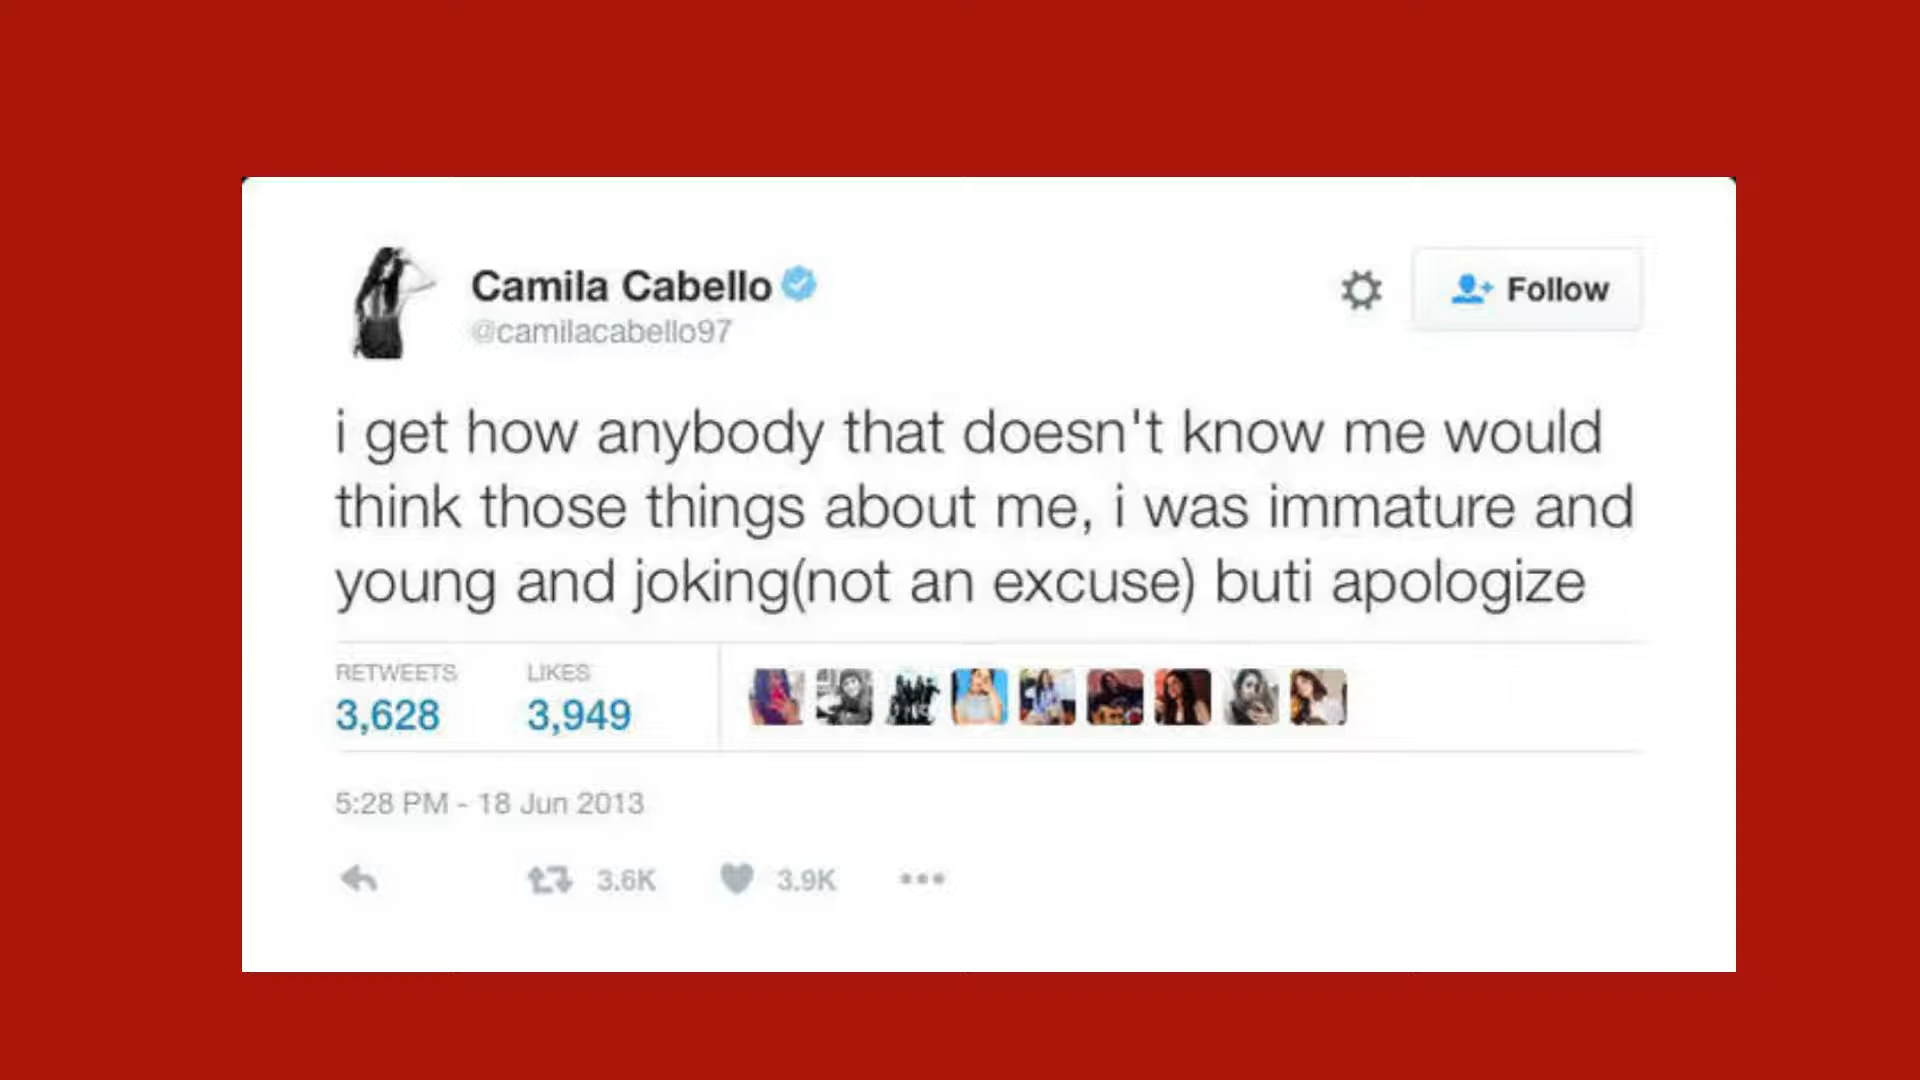 Camila Cabello
@camilacabello97
Follow
i get how anybody that doesn't know me would
think those things about me, i was immature and
young and joking(not an excuse) buti apologize
RETWEETS LIKES
3,628 3,949
5:28 PM - 18 Jun 2013
3.6K 3.9K